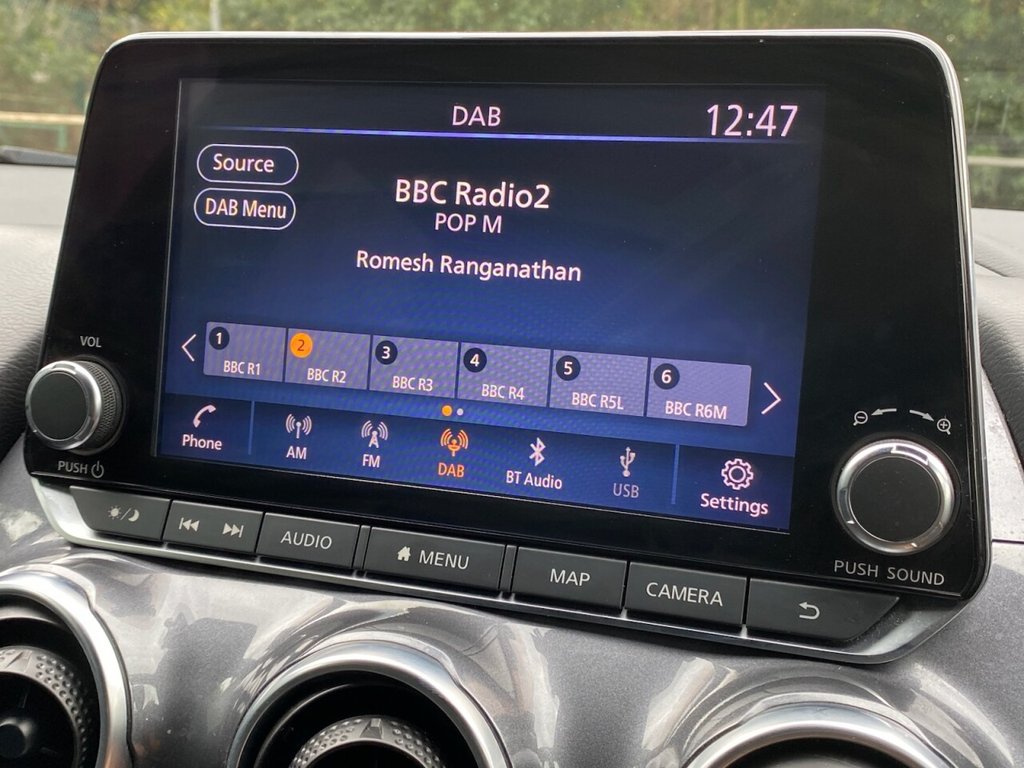 DAB 12:47
Source
DAB Menu
BBC Radio2
POP M
Romesh Ranganathan
1 2 3 4 5 6
BBC R1 BBC R2 BBC R3 BBC R4 BBC R5L BBC R6M
VOL
PUSH
Phone AM FM DAB BT Audio USB Settings
AUDIO MENU MAP CAMERA
PUSH SOUND